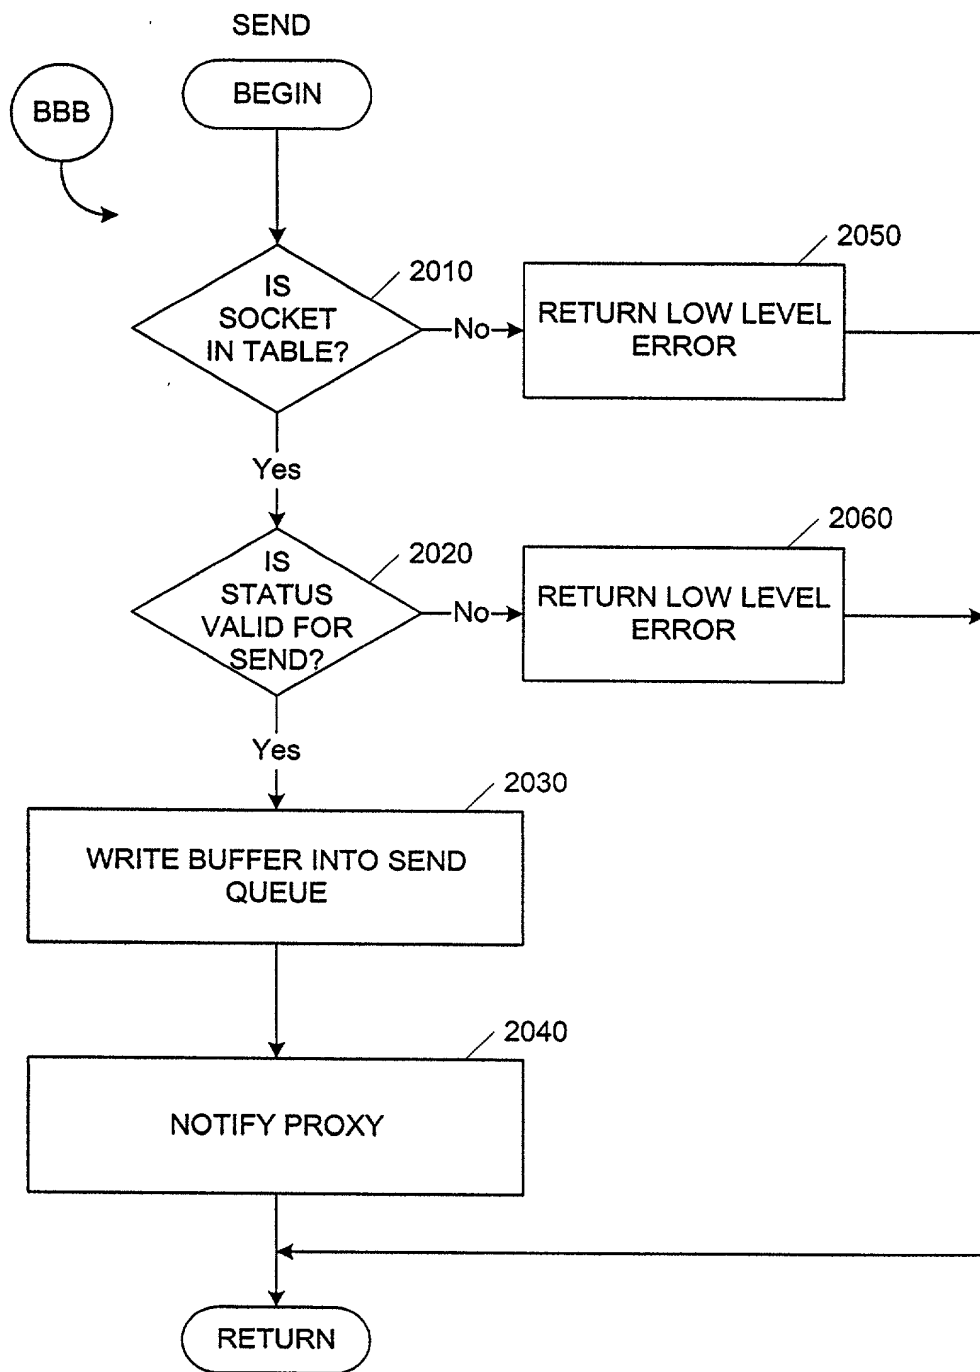 SEND
BEGIN
BBB
2010
IS
SOCKET
IN TABLE?
No
2050
RETURN LOW LEVEL
ERROR
Yes
2020
IS
STATUS
VALID FOR
SEND?
No
2060
RETURN LOW LEVEL
ERROR
Yes
2030
WRITE BUFFER INTO SEND
QUEUE
2040
NOTIFY PROXY
RETURN